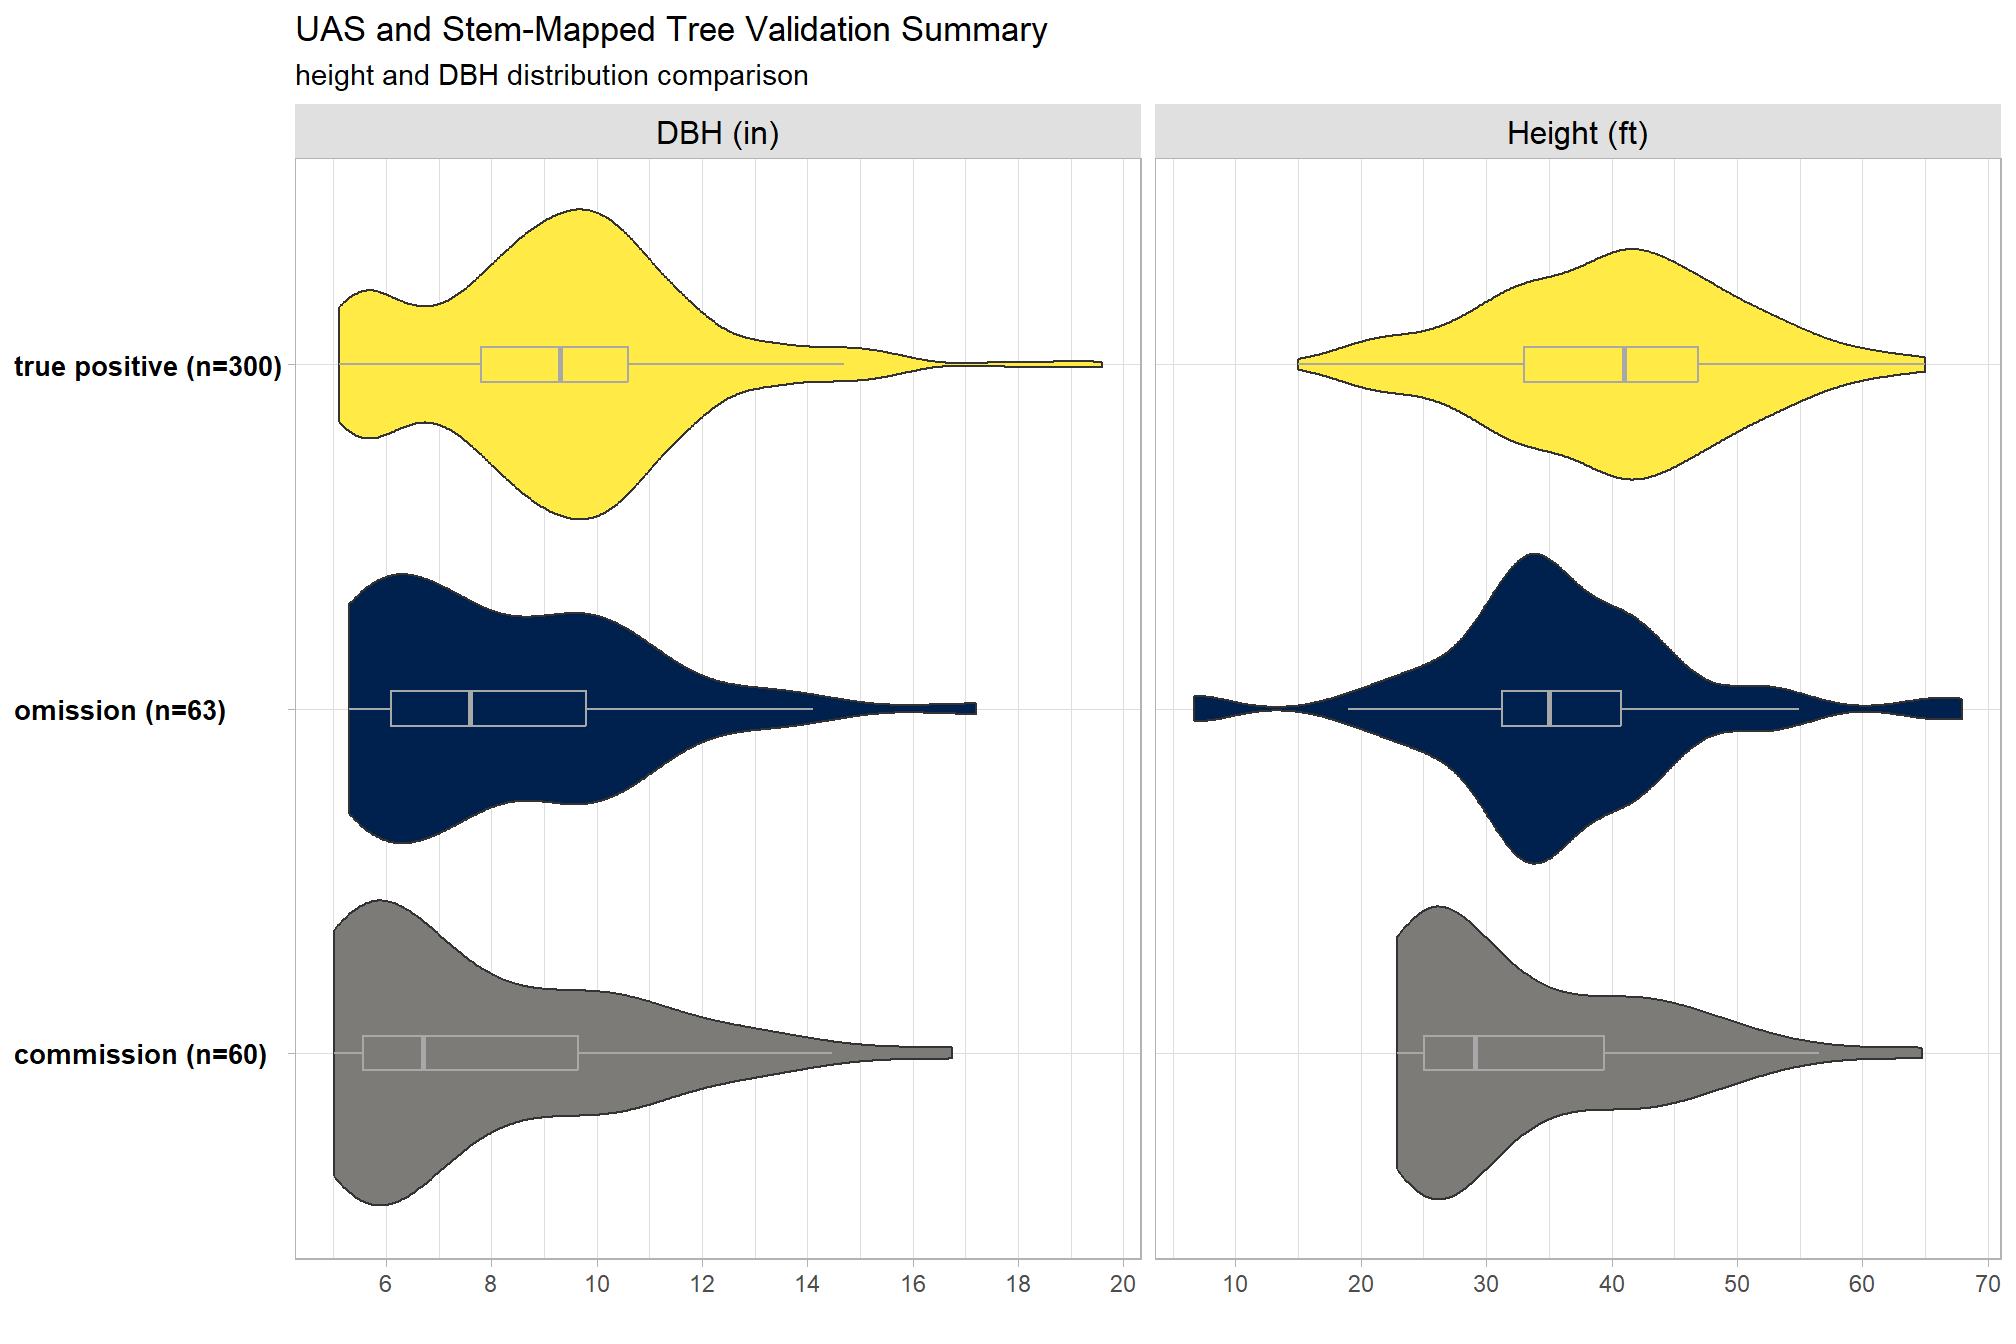 UAS and Stem-Mapped Tree Validation Summary
height and DBH distribution comparison
DBH (in)
Height (ft)
true positive (n=300)
omission (n=63)
commission (n=60)
6 8 10 12 14 16 18 20
10 20 30 40 50 60 70